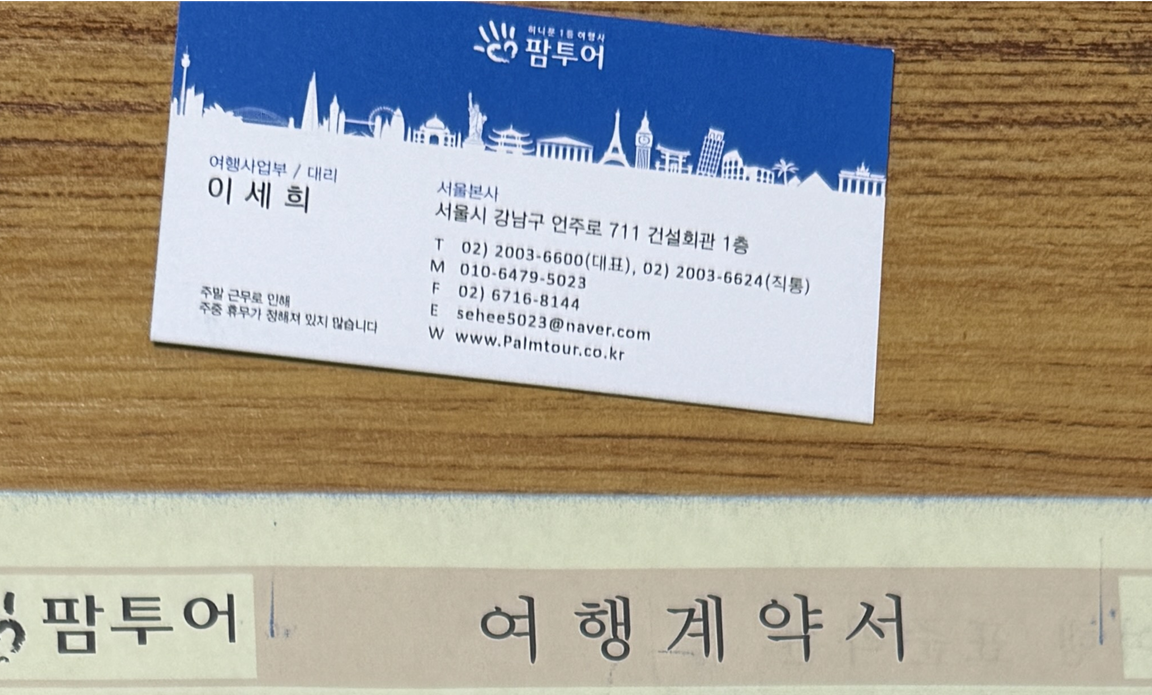 허니문 1등 여행사
팜투어
여행사업부 / 대리
이 세 희
주말 근무로 인해
주중 휴무가 정해져 있지 않습니다
서울본사
서울시 강남구 언주로 711 건설회관 1층
T 02) 2003-6600(대표), 02) 2003-6624(직통)
M 010-6479-5023
F 02) 6716-8144
E sehee5023@naver.com
W www.Palmtour.co.kr
팜투어
여 행 계 약 서